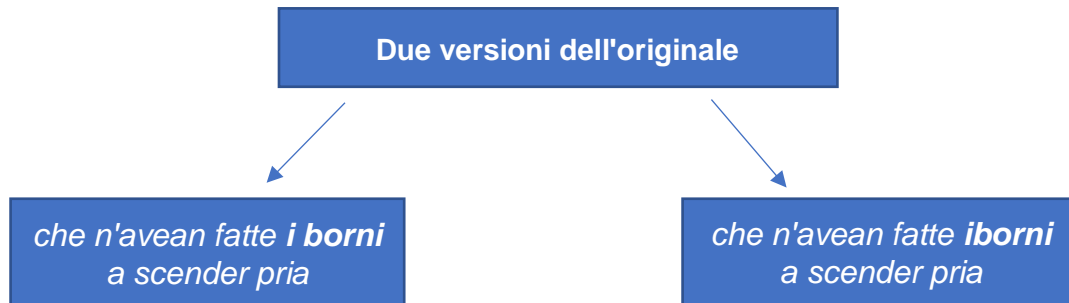 Due versioni dell'originale
che n'avean fatte i borni
a scender pria
che n'avean fatte iborni
a scender pria